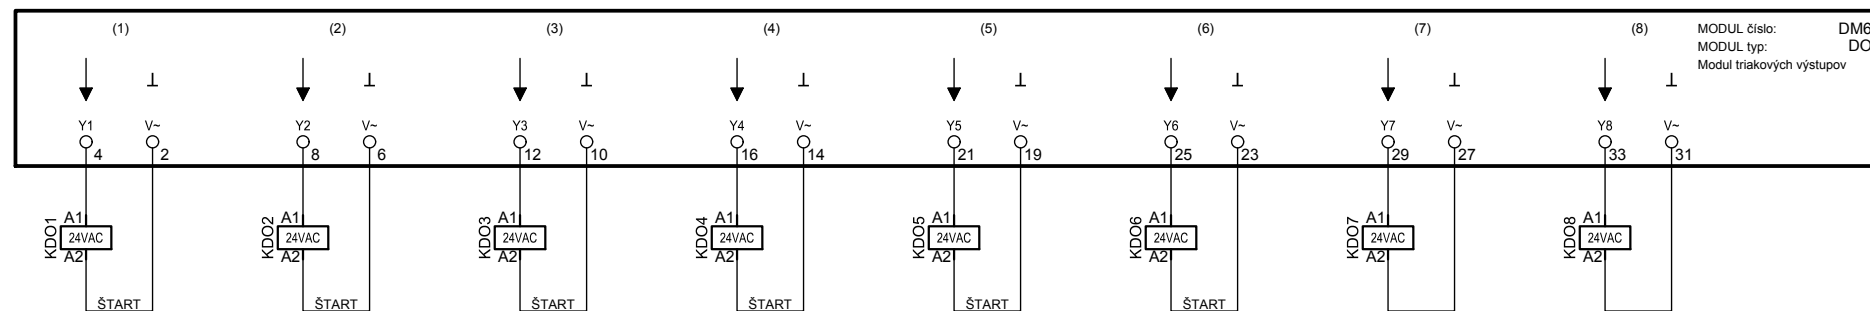 (1) (2) (3) (4) (5) (6) (7) (8)
MODUL číslo: DM6
MODUL typ: DO
Modul triakových výstupov
⊥ ⊥ ⊥ ⊥ ⊥ ⊥ ⊥ ⊥
Y1 V~ Y2 V~ Y3 V~ Y4 V~ Y5 V~ Y6 V~ Y7 V~ Y8 V~
4 2 8 6 12 10 16 14 21 19 25 23 29 27 33 31
KDO1 KDO2 KDO3 KDO4 KDO5 KDO6 KDO7 KDO8
A1 A1 A1 A1 A1 A1 A1 A1
24VAC 24VAC 24VAC 24VAC 24VAC 24VAC 24VAC 24VAC
A2 A2 A2 A2 A2 A2 A2 A2
ŠTART ŠTART ŠTART ŠTART ŠTART ŠTART